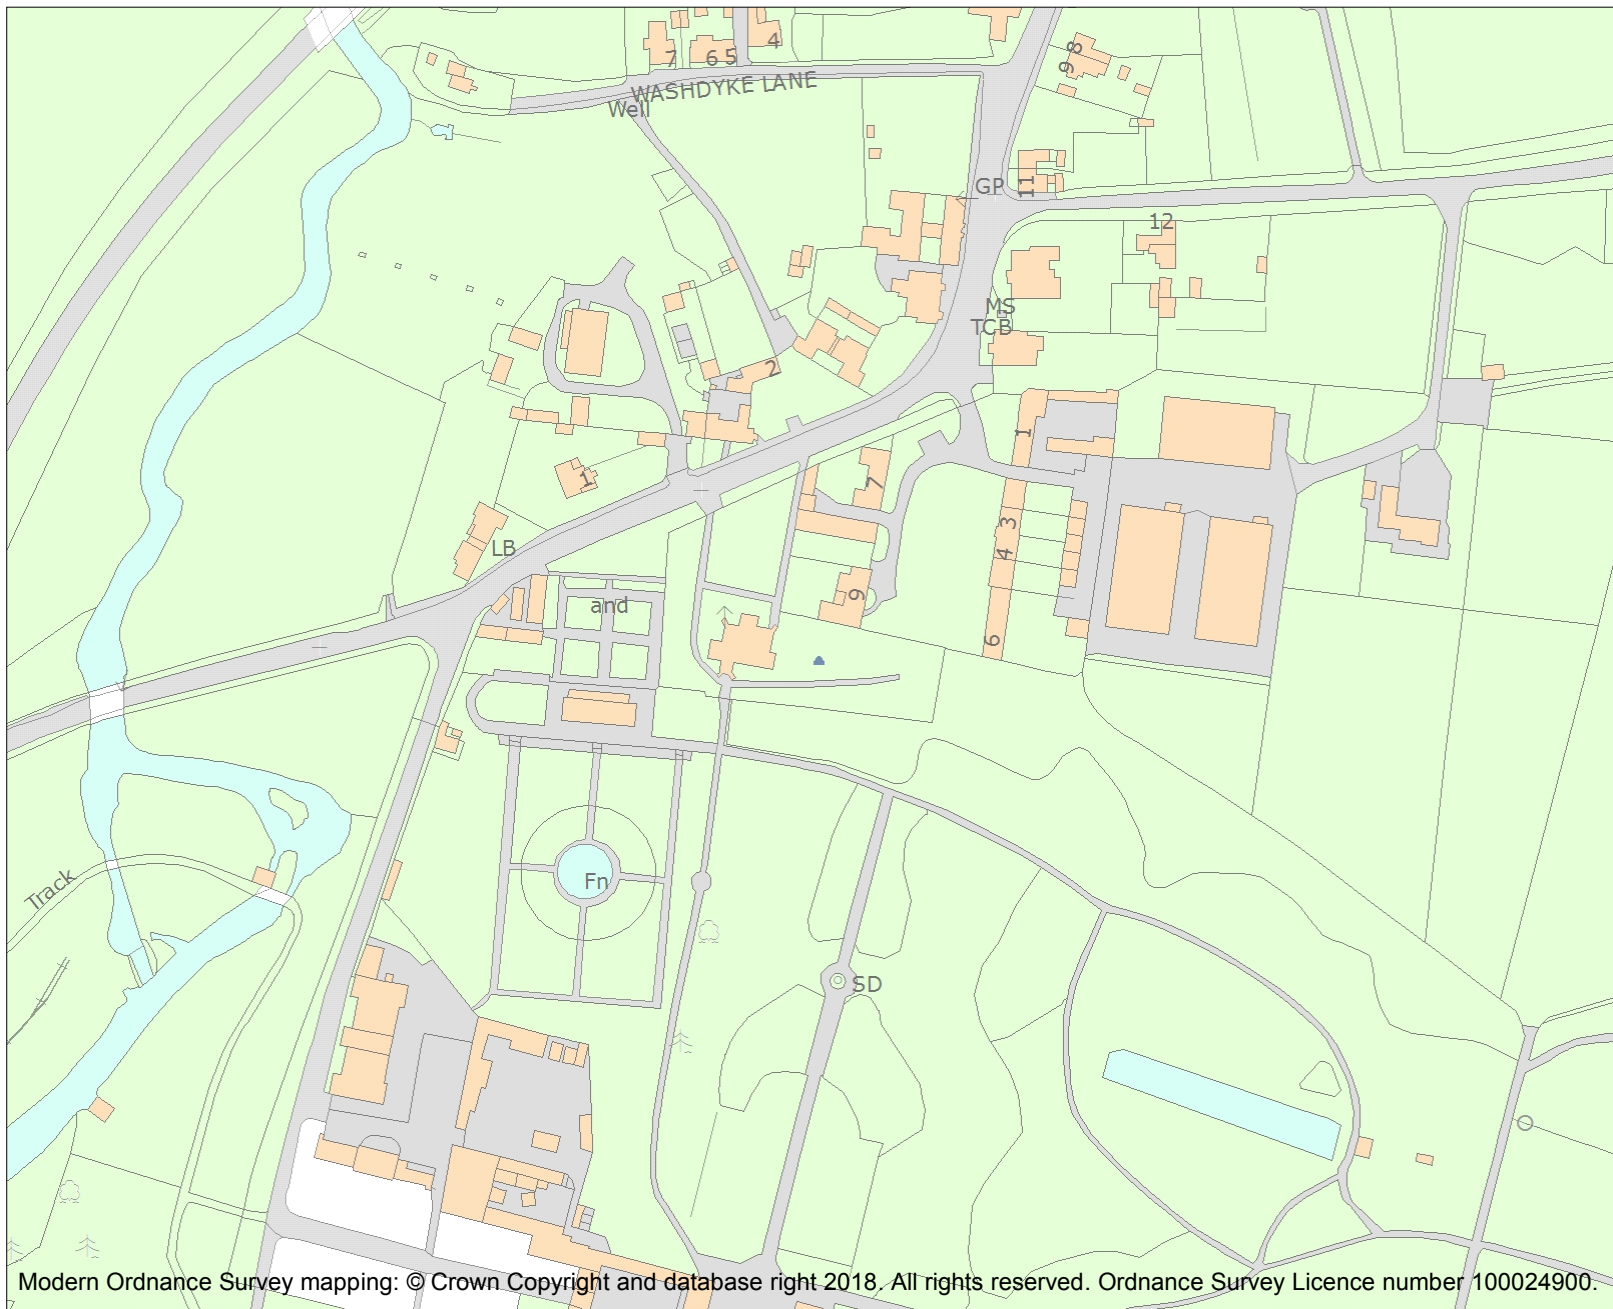 7
6 5
4
9 8
WASHDYKE LANE
Well
GP
11
12
MS
TCB
2
1
1
7
3
4
LB
and
9
6
Fn
Track
SD
Modern Ordnance Survey mapping: © Crown Copyright and database right 2018. All rights reserved. Ordnance Survey Licence number 100024900.